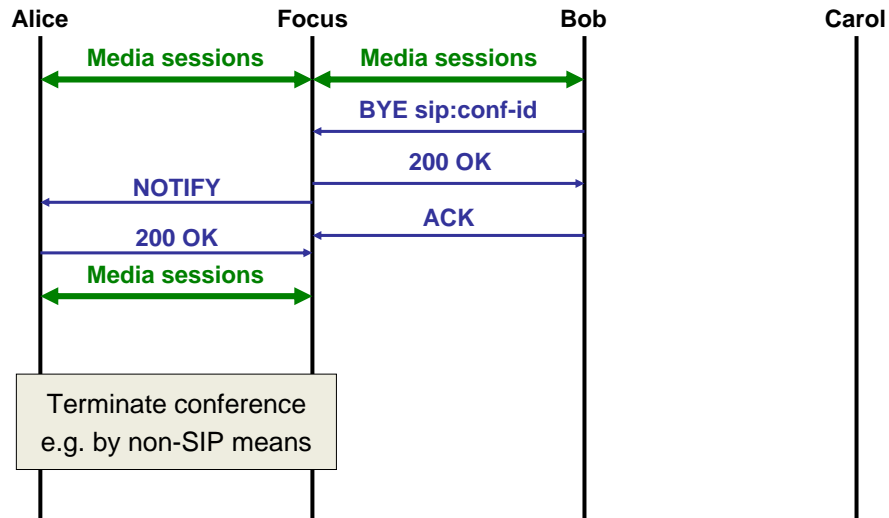 Alice Focus Bob Carol
Media sessions Media sessions
BYE sip:conf-id
200 OK
NOTIFY
ACK
200 OK
Media sessions
Terminate conference
e.g. by non-SIP means